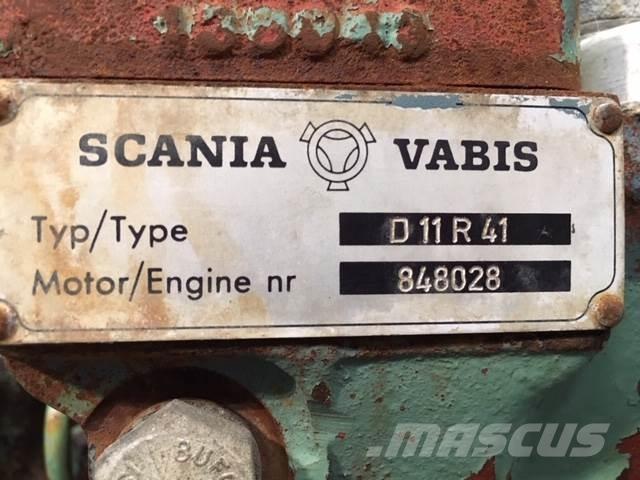 SCANIA VABIS
Typ/Type D 11 R 41
Motor/Engine nr 848028
.mascus